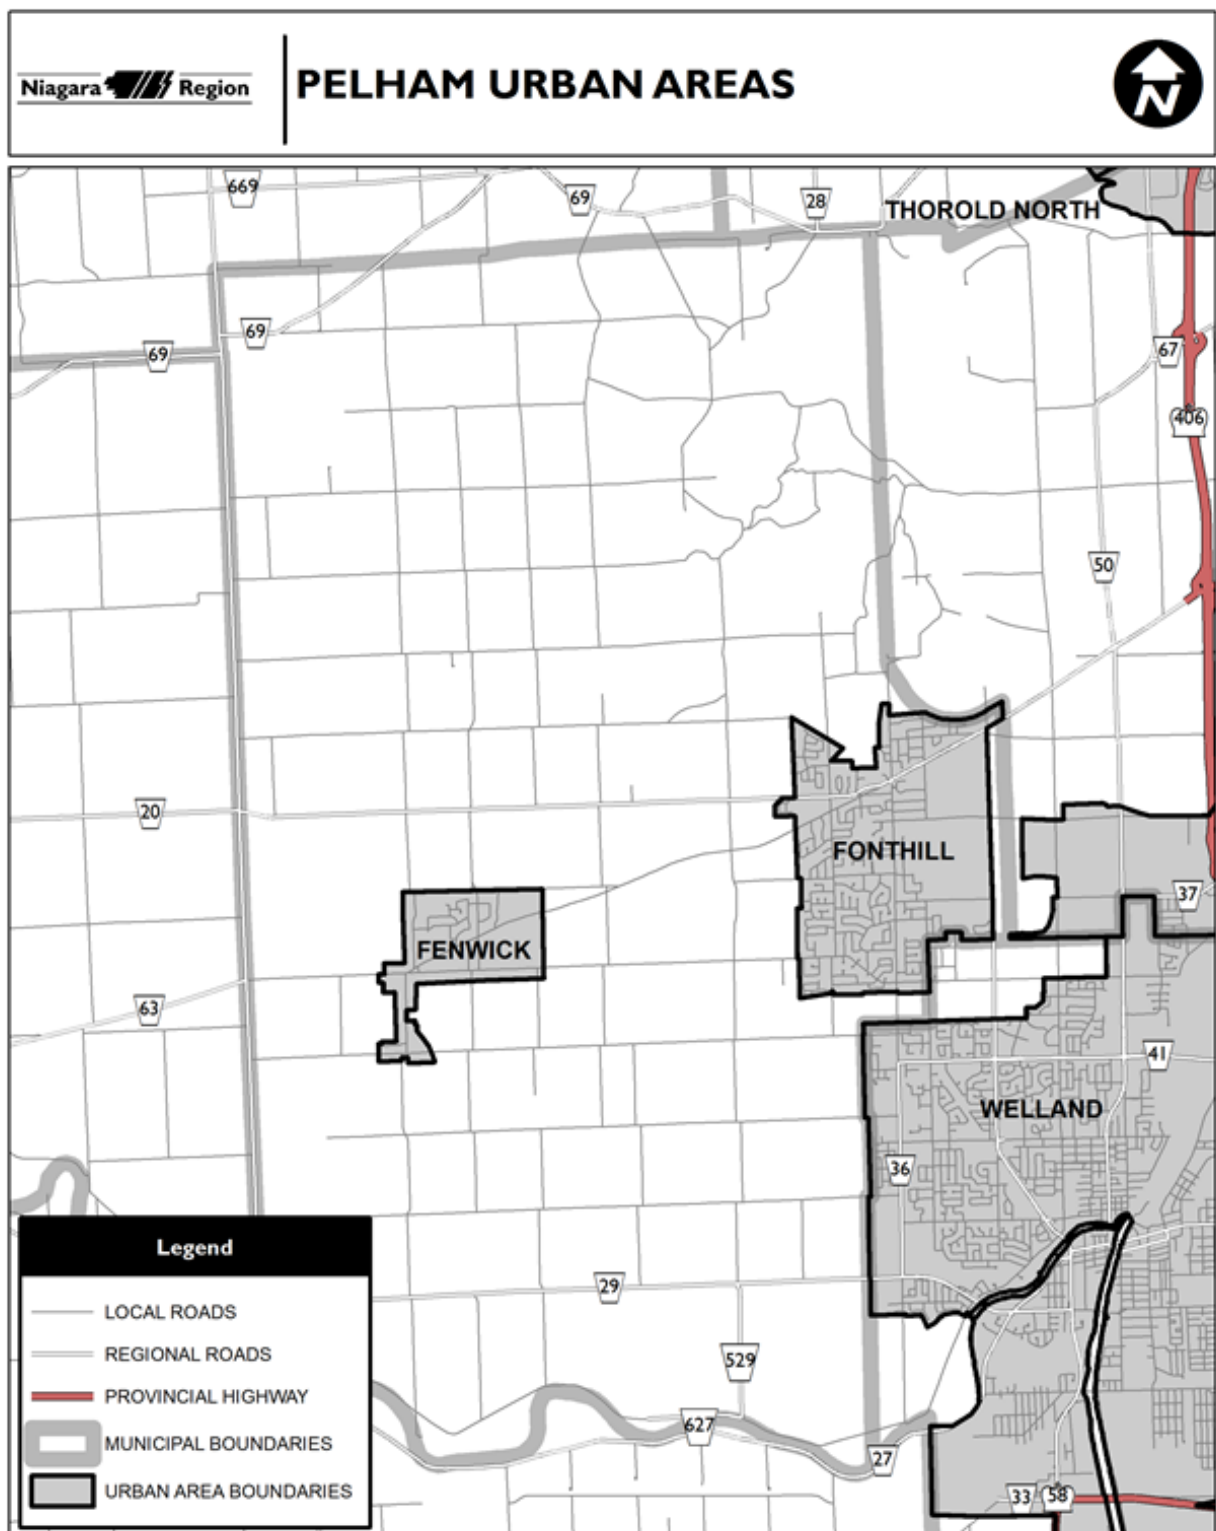 Niagara Region
PELHAM URBAN AREAS
N
669
69
28
THOROLD NORTH
69
69
67
406
50
20
FONTHILL
37
FENWICK
63
41
WELLAND
36
29
529
627
27
33
58
Legend
LOCAL ROADS
REGIONAL ROADS
PROVINCIAL HIGHWAY
MUNICIPAL BOUNDARIES
URBAN AREA BOUNDARIES